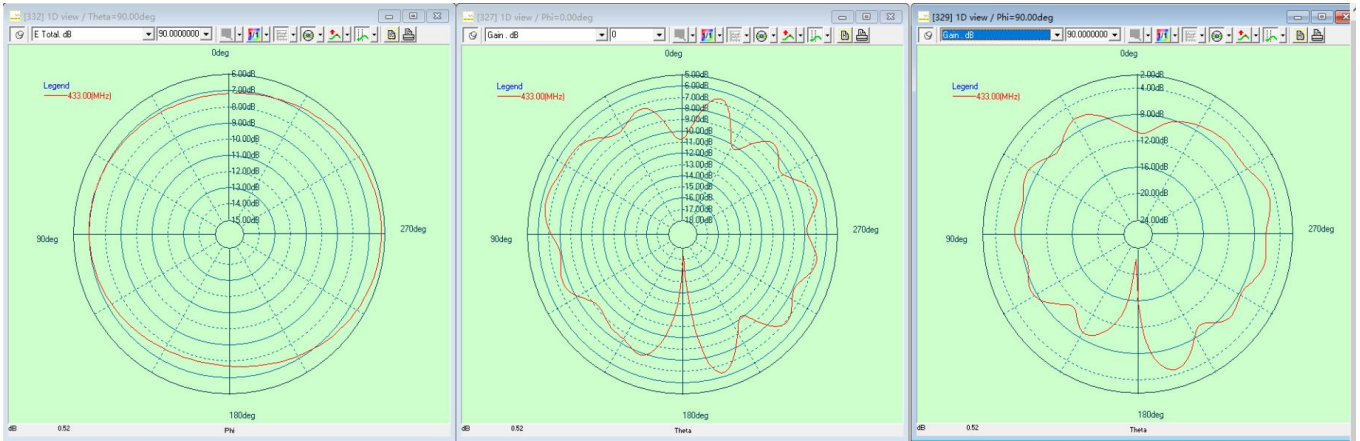 [332] 1D view / Theta=90.00deg
E Total. dB
90.0000000
0deg
Legend
433.00(MHz)
6.00dB
7.00dB
8.00dB
9.00dB
10.00dB
11.00dB
12.00dB
13.00dB
14.00dB
15.00dB
90deg
270deg
180deg
dB
0.52
Phi
[327] 1D view / Phi=0.00deg
Gain . dB
0
0deg
Legend
433.00(MHz)
5.00dB
6.00dB
7.00dB
8.00dB
9.00dB
10.00dB
11.00dB
12.00dB
13.00dB
14.00dB
15.00dB
16.00dB
17.00dB
18.00dB
90deg
270deg
180deg
dB
0.52
Theta
[329] 1D view / Phi=90.00deg
Gain . dB
90.0000000
0deg
Legend
433.00(MHz)
2.00dB
4.00dB
8.00dB
12.00dB
16.00dB
20.00dB
24.00dB
90deg
270deg
180deg
dB
0.52
Theta